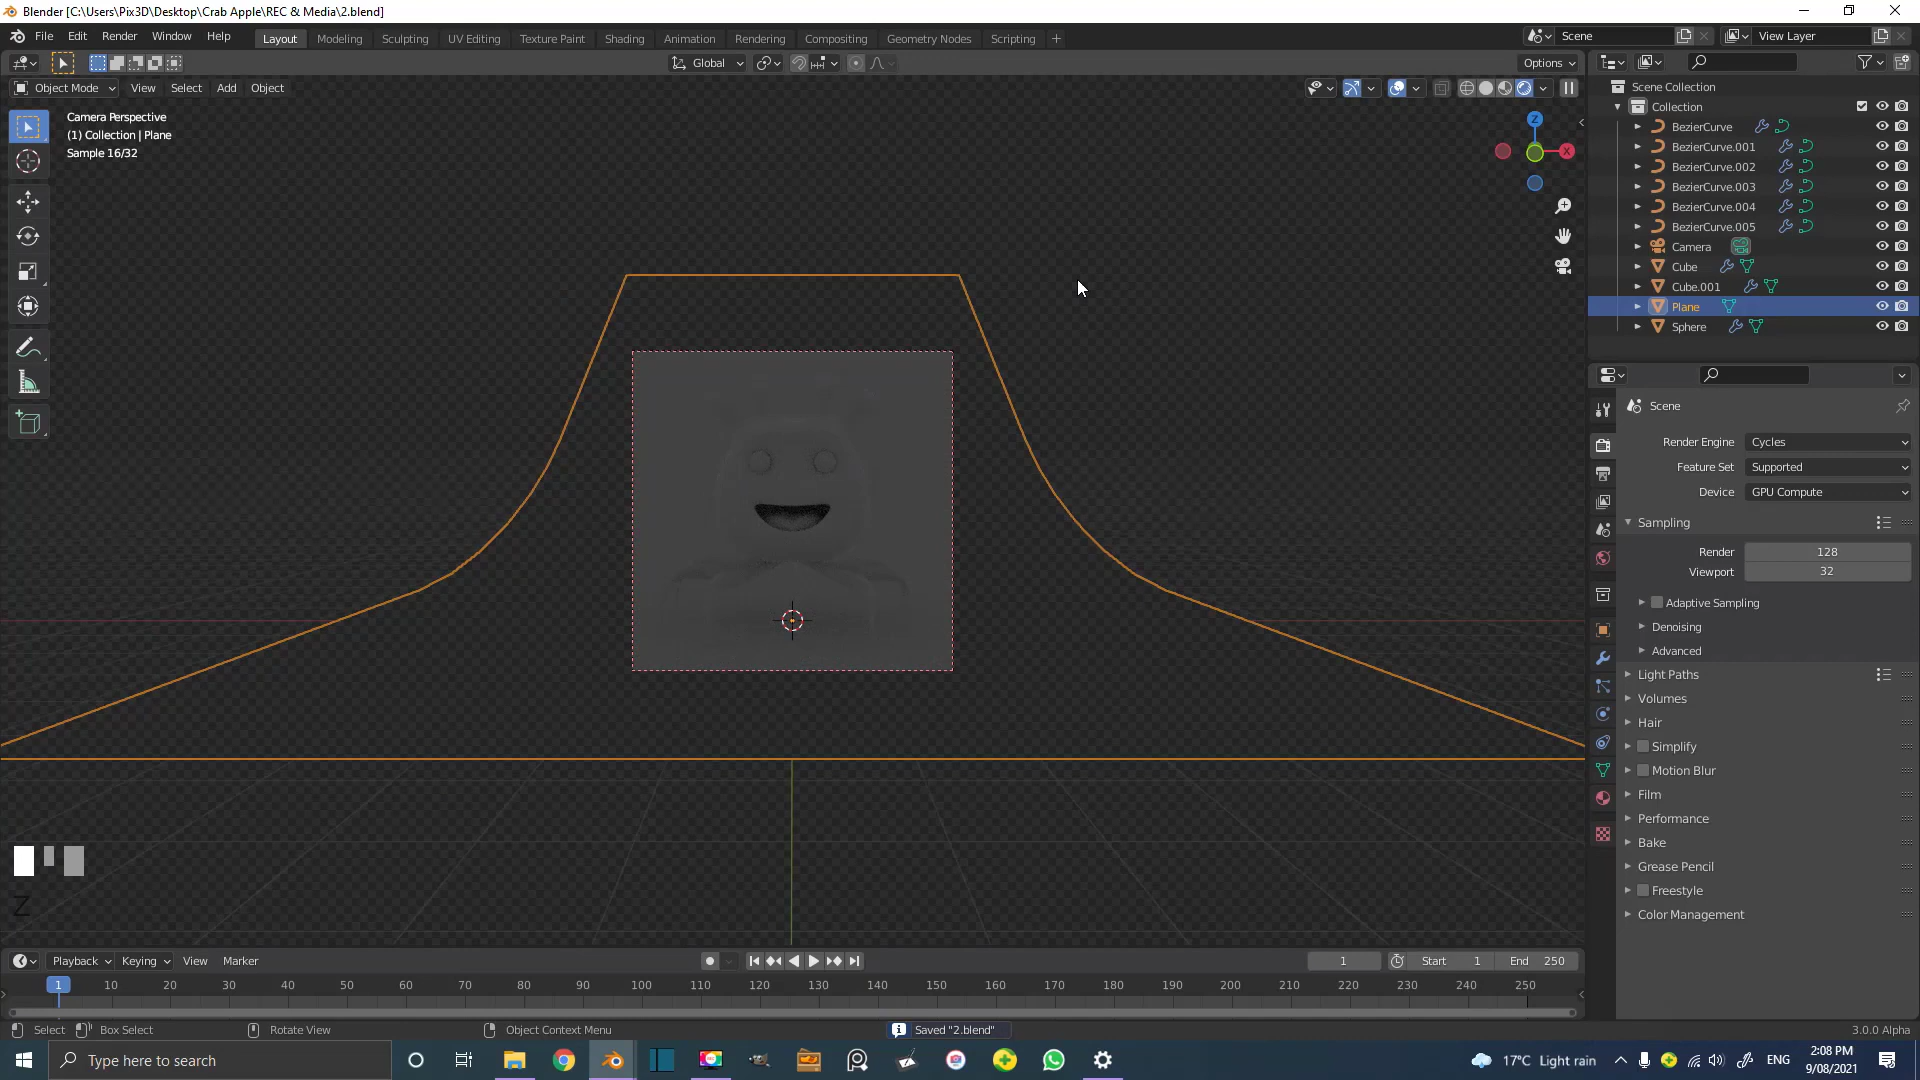 Blender [C:\Users\Pix3D\Desktop\Crab Apple\REC & Media\2.blend]
File Edit Render Window Help Layout Modeling Sculpting UV Editing Texture Paint Shading Animation Rendering Compositing Geometry Nodes Scripting + Scene View Layer
Global Options
Object Mode View Select Add Object
Camera Perspective
(1) Collection | Plane
Sample 16/32
Z
X
Scene Collection
Collection
BezierCurve
BezierCurve.001
BezierCurve.002
BezierCurve.003
BezierCurve.004
BezierCurve.005
Camera
Cube
Cube.001
Plane
Sphere
Scene
Render Engine Cycles
Feature Set Supported
Device GPU Compute
Sampling
Render 128
Viewport 32
Adaptive Sampling
Denoising
Advanced
Light Paths
Volumes
Hair
Simplify
Motion Blur
Film
Performance
Bake
Grease Pencil
Freestyle
Color Management
Z
Playback Keying View Marker 1 Start 1 End 250
1 10 20 30 40 50 60 70 80 90 100 110 120 130 140 150 160 170 180 190 200 210 220 230 240 250
Select Box Select Rotate View Object Context Menu Saved "2.blend" 3.0.0 Alpha
Type here to search 17°C Light rain ENG 2:08 PM
9/08/2021